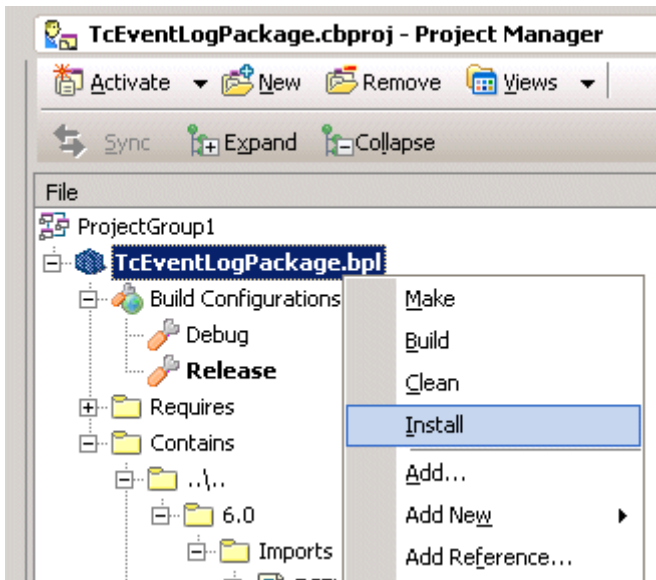 TcEventLogPackage.cbproj - Project Manager
Activate New Remove Views
Sync Expand Collapse
File
ProjectGroup1
TcEventLogPackage.bpl
Build Configurations
Debug
Release
Requires
Contains
..\..
6.0
Imports
Make
Build
Clean
Install
Add...
Add New
Add Reference...